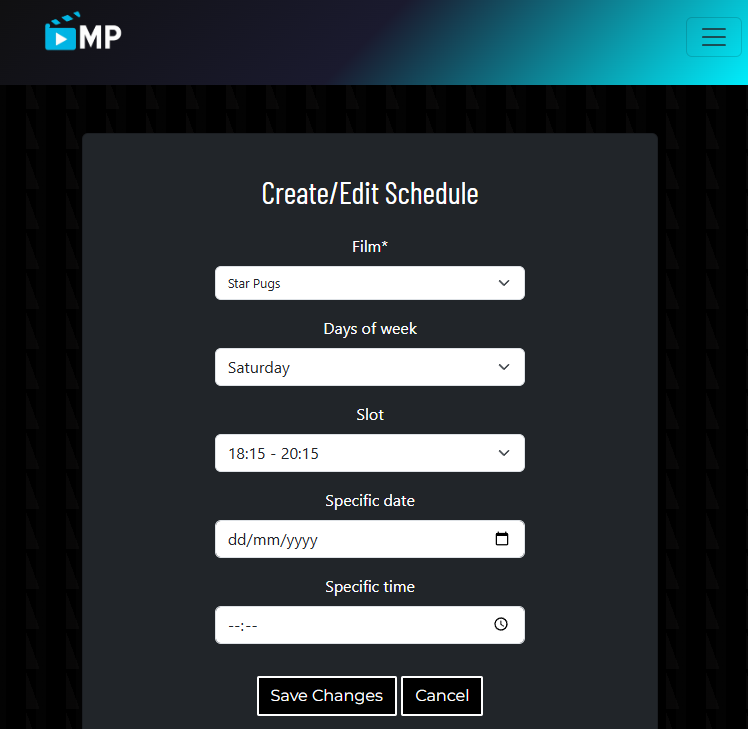 MP
Create/Edit Schedule
Film*
Star Pugs
Days of week
Saturday
Slot
18:15 - 20:15
Specific date
dd/mm/yyyy
Specific time
--:--
Save Changes
Cancel